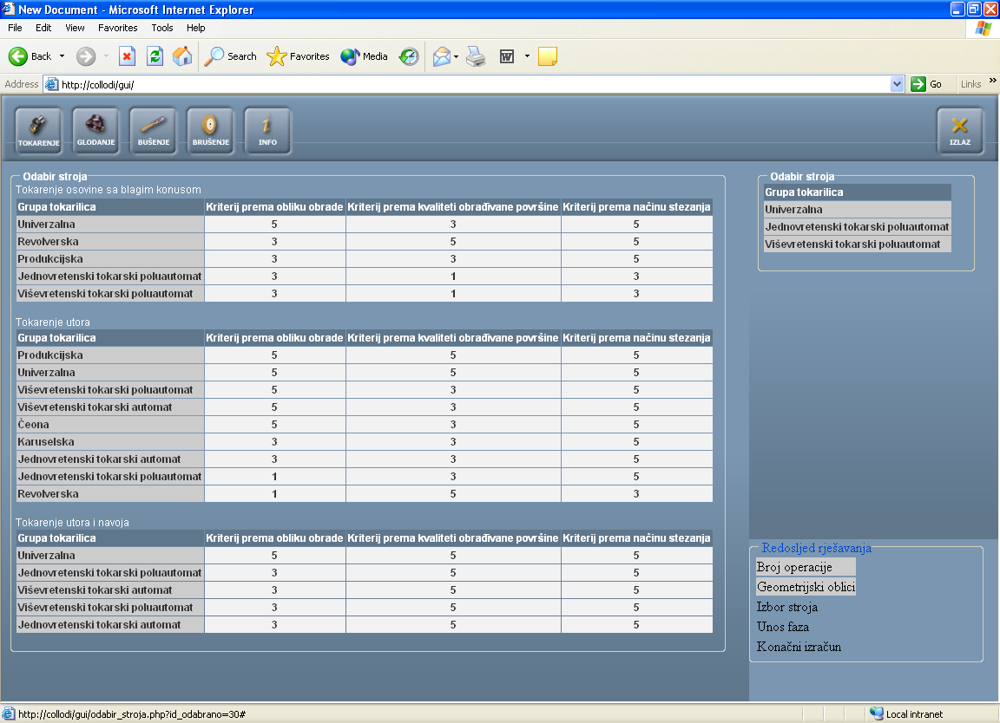 New Document - Microsoft Internet Explorer
File Edit View Favorites Tools Help
Back Search Favorites Media
Address http://collodi/gui/ Go Links »
TOKARENJE GLODANJE BUŠENJE BRUŠENJE INFO IZLAZ
Odabir stroja
Tokarenje osovine sa blagim konusom
Grupa tokarilica Kriterij prema obliku obrade Kriterij prema kvaliteti obrađivane površine Kriterij prema načinu stezanja
Univerzalna 5 3 5
Revolverska 3 5 5
Produkcijska 3 3 5
Jednovretenski tokarski poluautomat 3 1 3
Viševretenski tokarski poluautomat 3 1 3
Tokarenje utora
Grupa tokarilica Kriterij prema obliku obrade Kriterij prema kvaliteti obrađivane površine Kriterij prema načinu stezanja
Produkcijska 5 5 5
Univerzalna 5 5 5
Viševretenski tokarski poluautomat 5 3 5
Viševretenski tokarski automat 5 3 5
Čeona 5 3 5
Karuselska 3 3 5
Jednovretenski tokarski automat 3 3 5
Jednovretenski tokarski poluautomat 1 3 5
Revolverska 1 5 3
Tokarenje utora i navoja
Grupa tokarilica Kriterij prema obliku obrade Kriterij prema kvaliteti obrađivane površine Kriterij prema načinu stezanja
Univerzalna 5 5 5
Jednovretenski tokarski poluautomat 3 5 5
Viševretenski tokarski automat 3 5 5
Viševretenski tokarski poluautomat 3 5 5
Jednovretenski tokarski automat 3 5 5
Odabir stroja
Grupa tokarilica
Univerzalna
Jednovretenski tokarski poluautomat
Viševretenski tokarski poluautomat
Redosljed rješavanja
Broj operacije
Geometrijski oblici
Izbor stroja
Unos faza
Konačni izračun
http://collodi/gui/odabir_stroja.php?id_odabrano=30# Local intranet